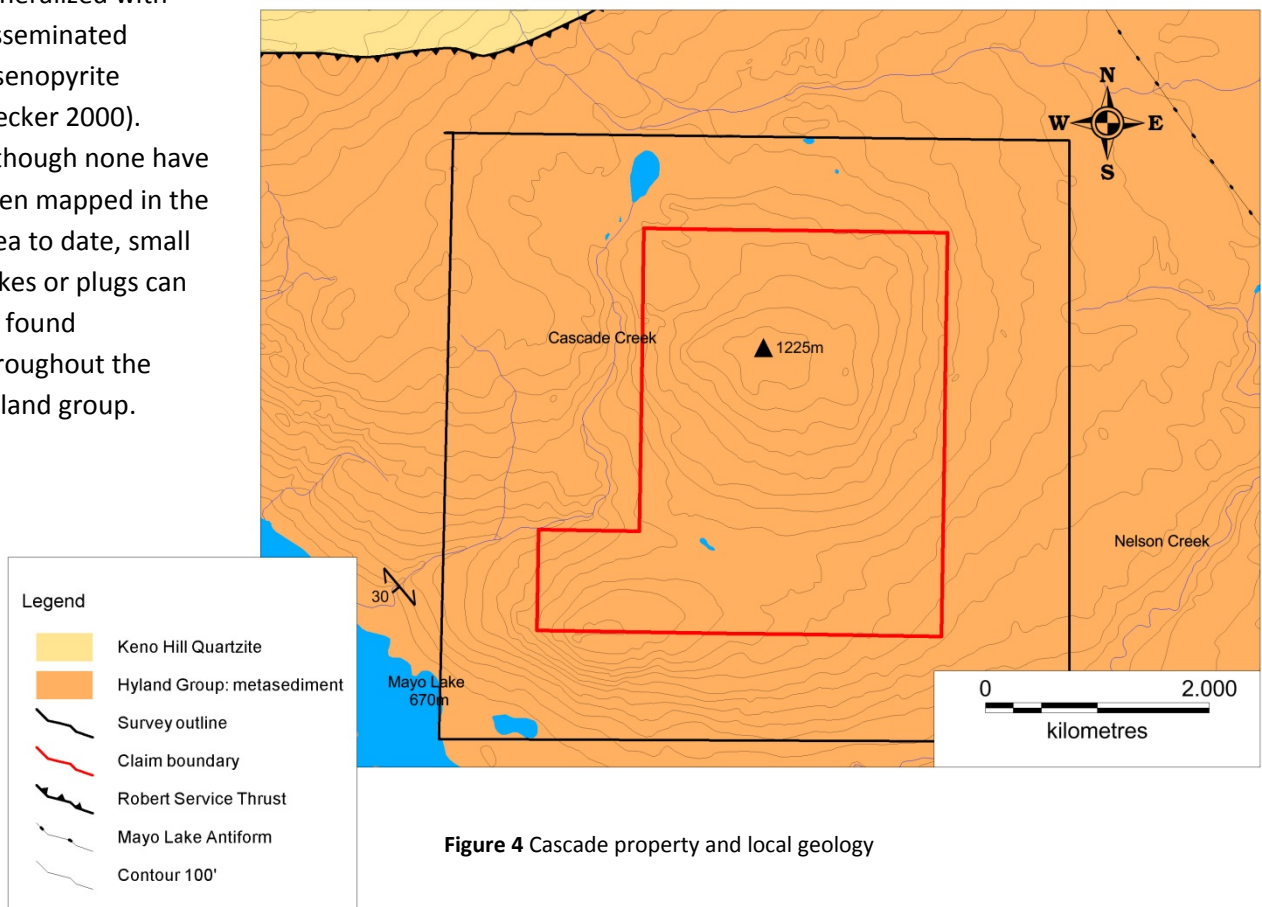 neralized with
sseminated
senopyrite
ecker 2000).
though none have
en mapped in the
ea to date, small
kes or plugs can
found
roughout the
land group.
N
W E
S
1225m
Cascade Creek
Nelson Creek
30
Mayo Lake
670m
0 2.000
kilometres
Legend
Keno Hill Quartzite
Hyland Group: metasediment
Survey outline
Claim boundary
Robert Service Thrust
Mayo Lake Antiform
Contour 100'
Figure 4 Cascade property and local geology